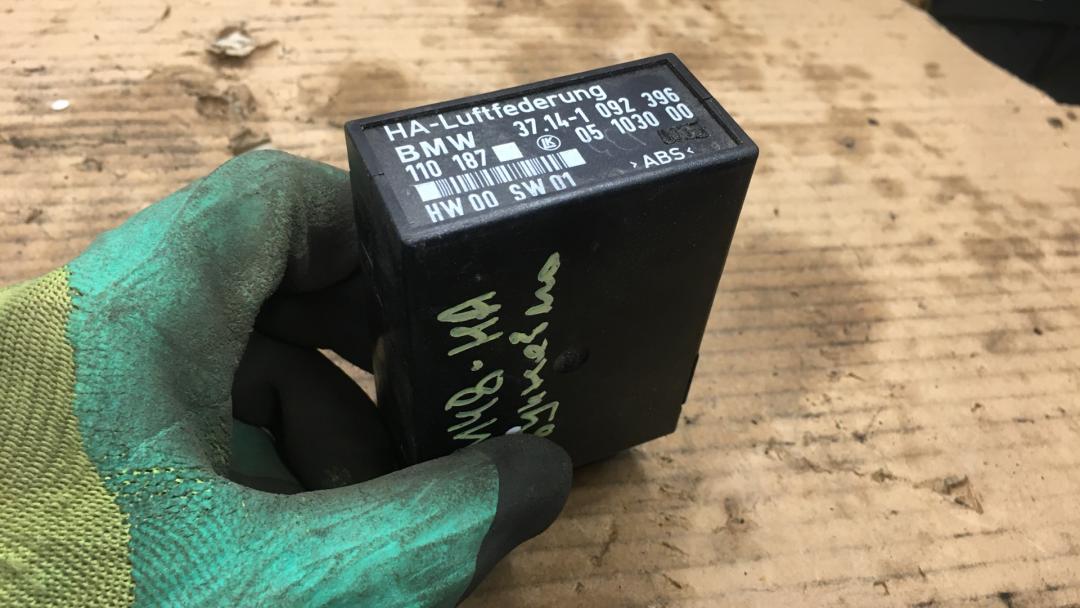 HA-Luftfederung
BMW 37.14-1 092 396
110 187 05 1030 00
HW 00 SW 01
>ABS<